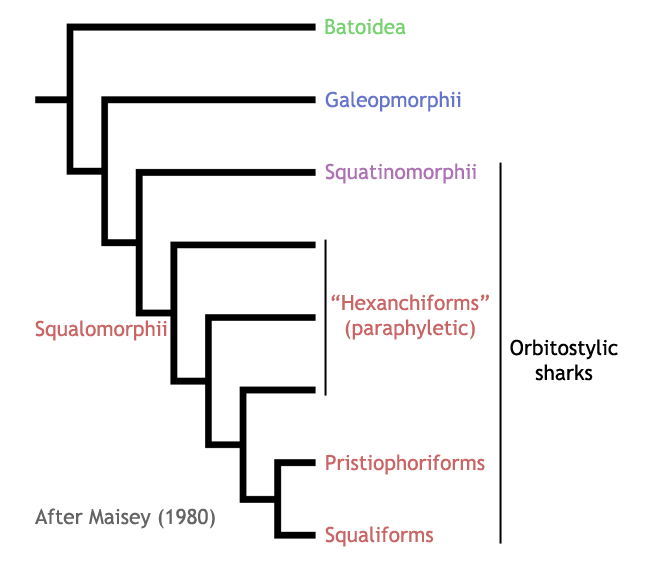 Batoidea
Galeopmorphii
Squatinomorphii
“Hexanchiforms”
(paraphyletic)
Squalomorphii
Orbitostylic
sharks
Pristiophoriforms
After Maisey (1980)
Squaliforms